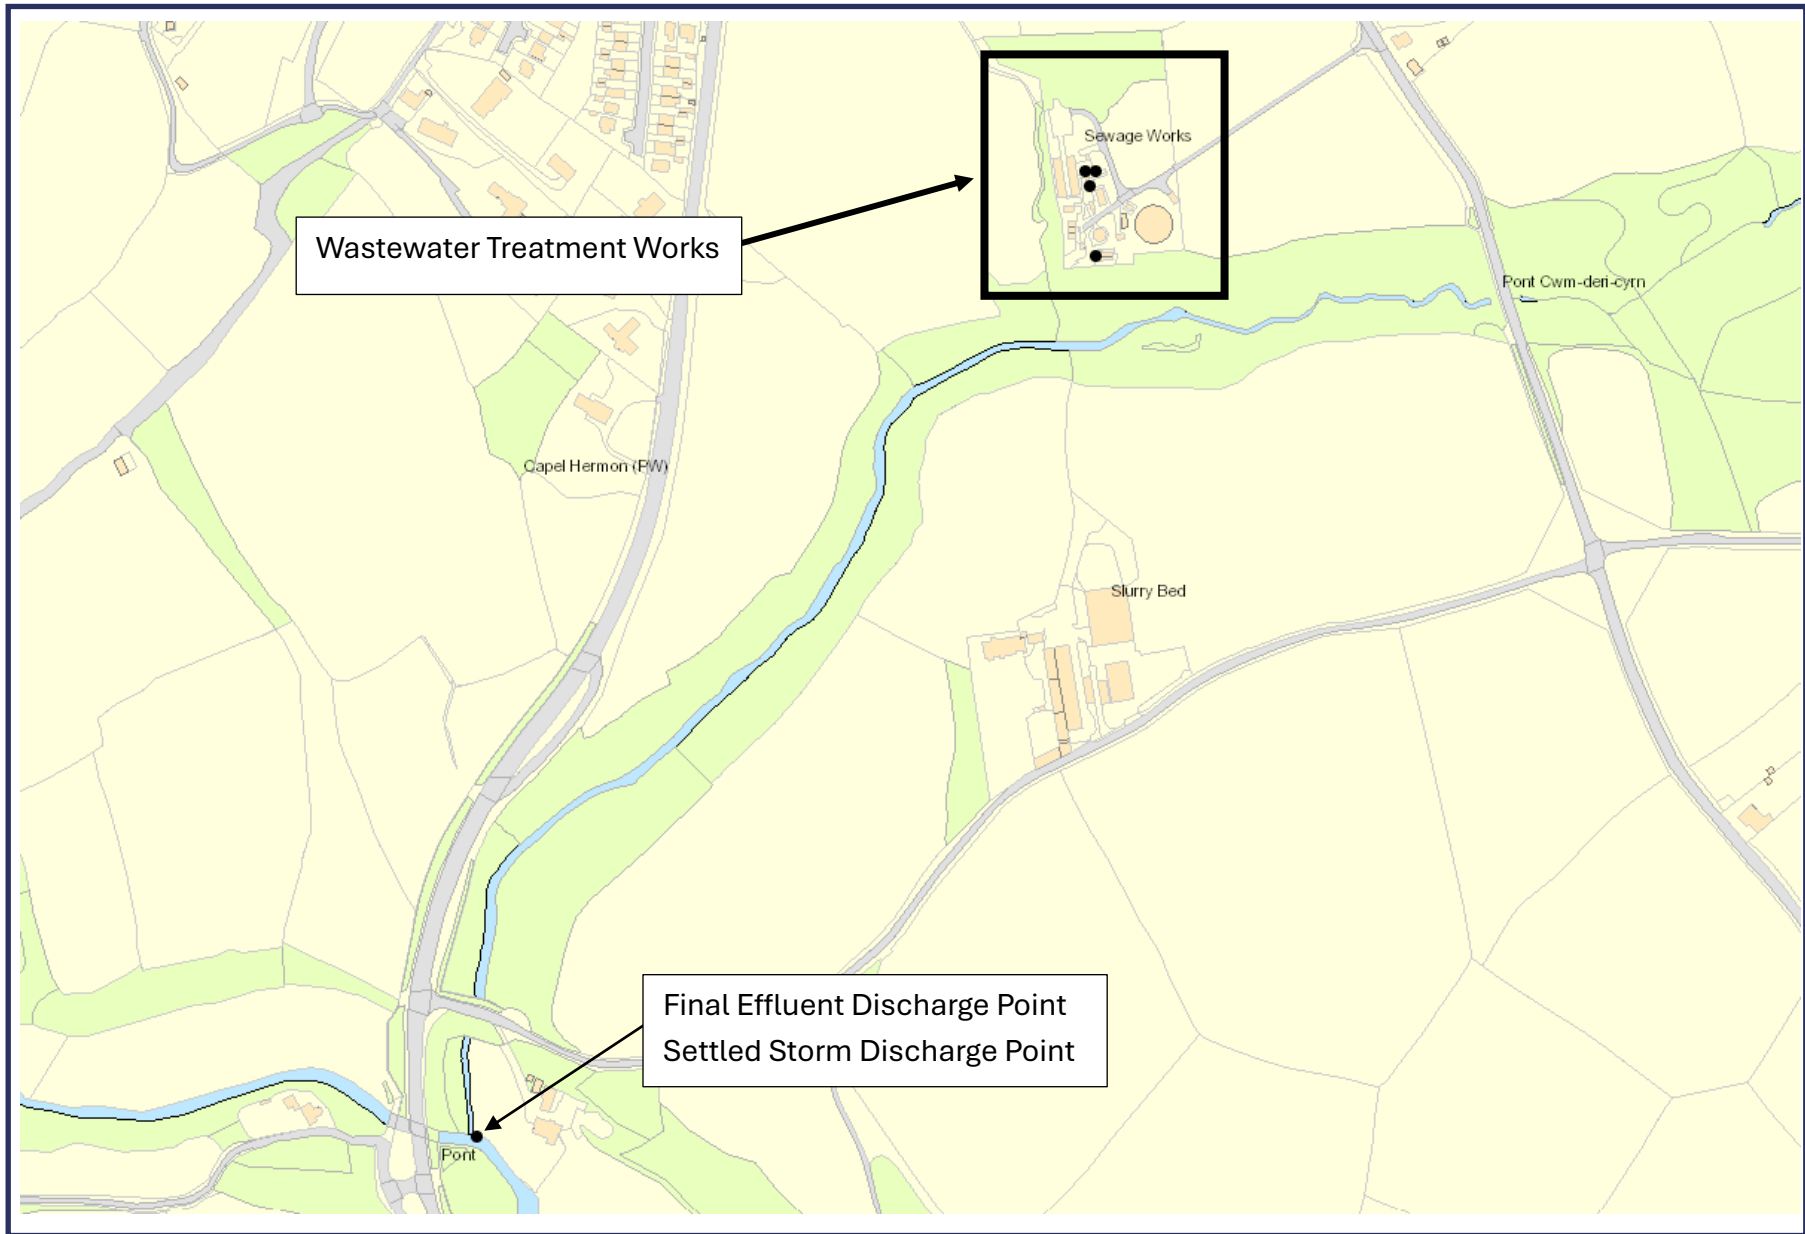 Sewage Works
Wastewater Treatment Works
Pont Cwm-deri-cyrn
Capel Hermon (PW)
Slurry Bed
Final Effluent Discharge Point
Settled Storm Discharge Point
Pont